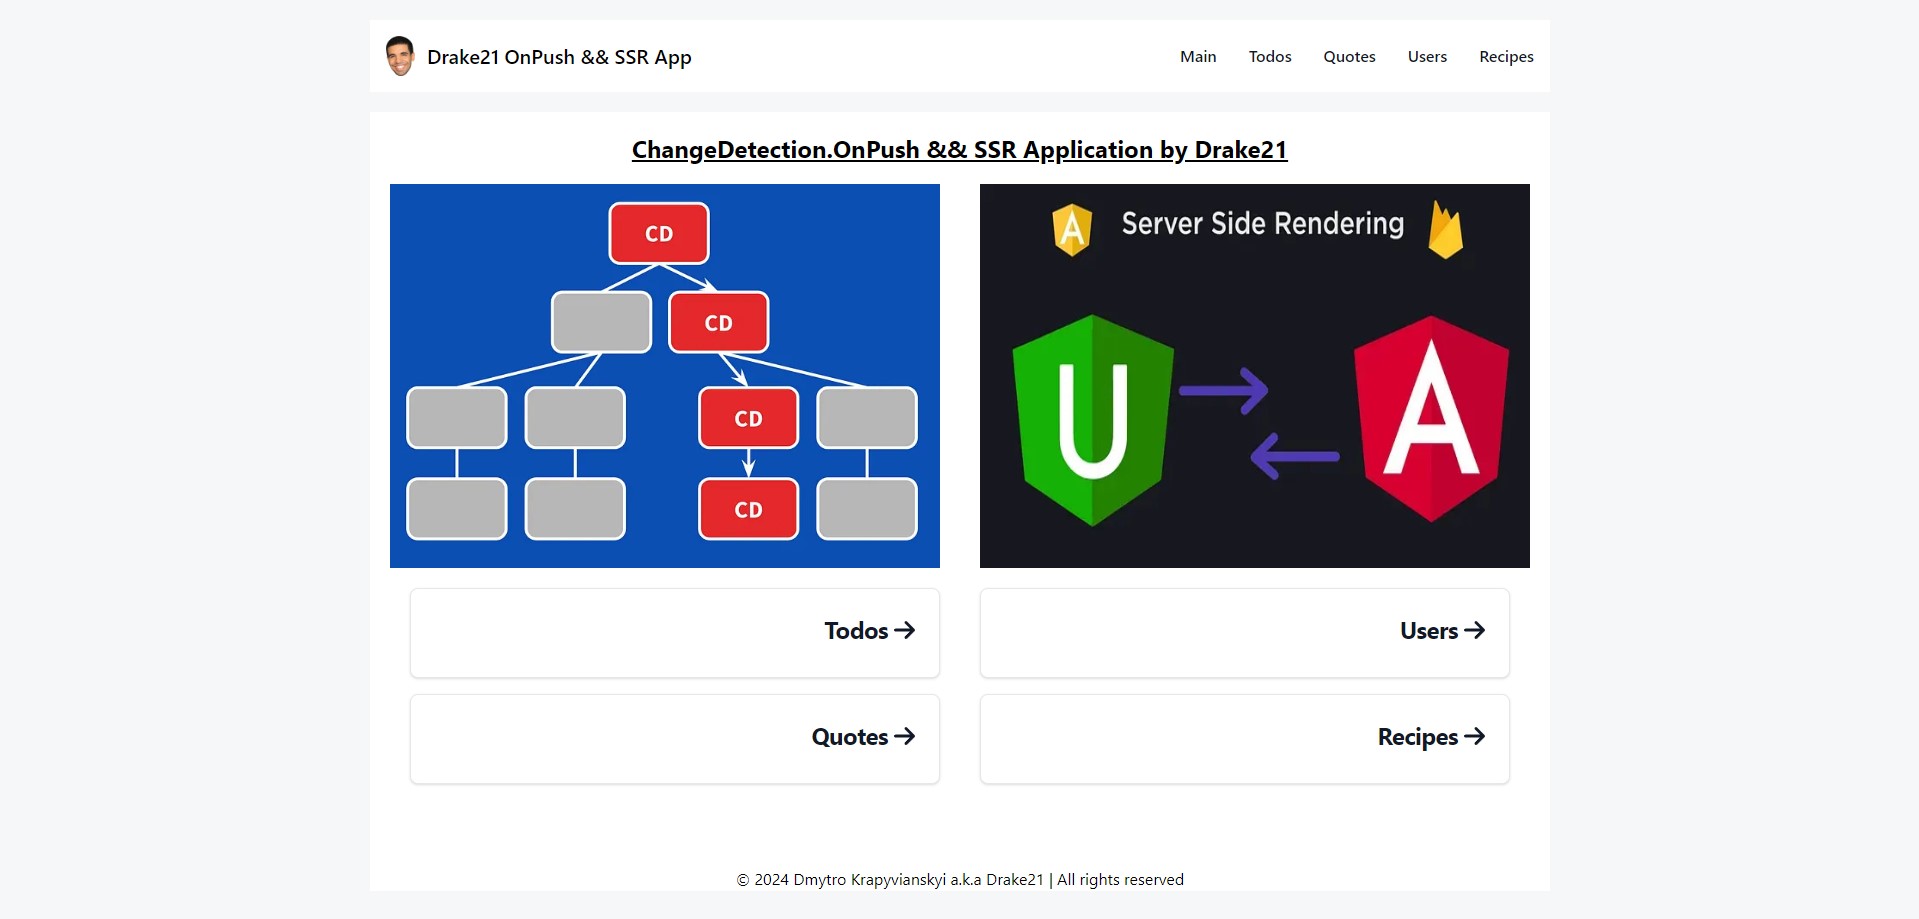 Drake21 OnPush && SSR App
Main Todos Quotes Users Recipes
ChangeDetection.OnPush && SSR Application by Drake21
CD
CD
CD
CD
A Server Side Rendering
U
A
Todos →
Users →
Quotes →
Recipes →
© 2024 Dmytro Krapyvianskyi a.k.a Drake21 | All rights reserved